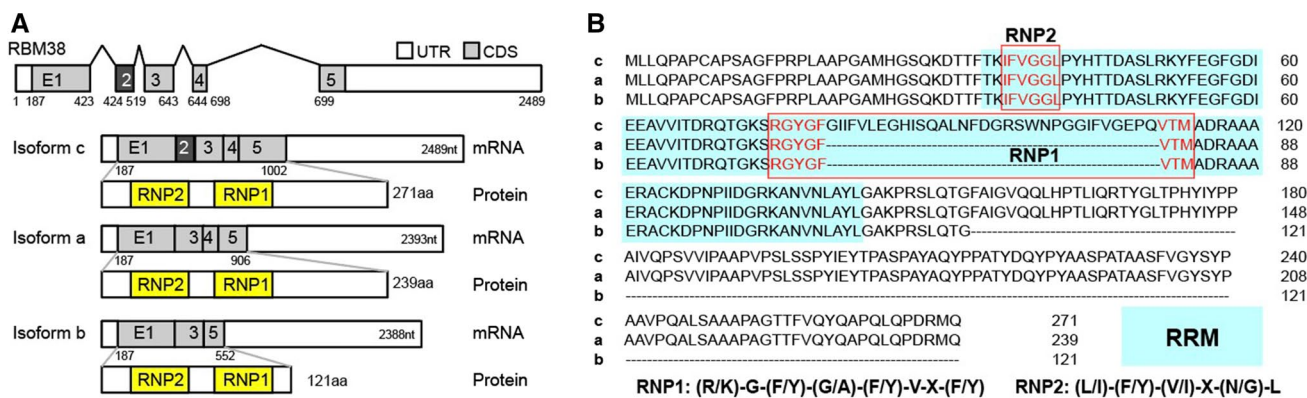 A
RBM38
UTR CDS
E1 2 3 4 5
1 187 423 424 519 643 644 698 699 2489
Isoform c E1 2 3 4 5 2489nt mRNA
187 1002
RNP2 RNP1 271aa Protein
Isoform a E1 3 4 5 2393nt mRNA
187 906
RNP2 RNP1 239aa Protein
Isoform b E1 3 5 2388nt mRNA
187 552
RNP2 RNP1 121aa Protein
B
RNP2
c MLLQPAPCAPSAGFPRPLAAPGAMHGSQKDTTFTKIFVGGLPYHTTDASLRKYFEGFGDI 60
a MLLQPAPCAPSAGFPRPLAAPGAMHGSQKDTTFTKIFVGGLPYHTTDASLRKYFEGFGDI 60
b MLLQPAPCAPSAGFPRPLAAPGAMHGSQKDTTFTKIFVGGLPYHTTDASLRKYFEGFGDI 60
c EEAVVITDRQTGKSRGYGFGIIFVLEGHISQALNFDGRSWNPGGIFVGEPQVTMADRAAA 120
a EEAVVITDRQTGKSRGYGF--------------------------------VTMADRAAA 88
RNP1
b EEAVVITDRQTGKSRGYGF--------------------------------VTMADRAAA 88
c ERACKDPNPIIDGRKANVNLAYLGAKPRSLQTGFAIGVQQLHPTLIQRTYGLTPHYIYPP 180
a ERACKDPNPIIDGRKANVNLAYLGAKPRSLQTGFAIGVQQLHPTLIQRTYGLTPHYIYPP 148
b ERACKDPNPIIDGRKANVNLAYLGAKPRSLQTG--------------------------- 121
c AIVQPSVVIPAAPVPSLSSPYIEYTPASPAYAQYPPATYDQYPYAASPATAASFVGYSYP 240
a AIVQPSVVIPAAPVPSLSSPYIEYTPASPAYAQYPPATYDQYPYAASPATAASFVGYSYP 208
b ------------------------------------------------------------ 121
c AAVPQALSAAAPAGTTFVQYQAPQLQPDRMQ 271
a AAVPQALSAAAPAGTTFVQYQAPQLQPDRMQ 239
b ------------------------------- 121
RRM
RNP1: (R/K)-G-(F/Y)-(G/A)-(F/Y)-V-X-(F/Y) RNP2: (L/I)-(F/Y)-(V/I)-X-(N/G)-L